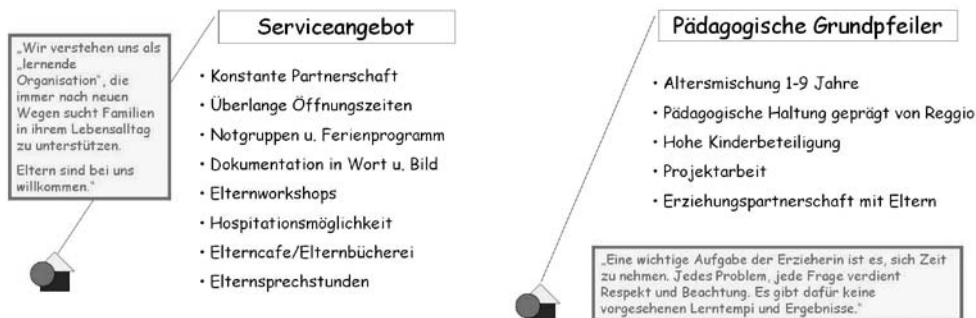 Serviceangebot
„Wir verstehen uns als
„lernende
Organisation“, die
immer nach neuen
Wegen sucht Familien
in ihrem Lebensalltag
zu unterstützen.
Eltern sind bei uns
willkommen.“
• Konstante Partnerschaft
• Überlange Öffnungszeiten
• Notgruppen u. Ferienprogramm
• Dokumentation in Wort u. Bild
• Elternworkshops
• Hospitationsmöglichkeit
• Elterncafe/Elternbücherei
• Elternsprechstunden
Pädagogische Grundpfeiler
• Altersmischung 1-9 Jahre
• Pädagogische Haltung geprägt von Reggio
• Hohe Kinderbeteiligung
• Projektarbeit
• Erziehungspartnerschaft mit Eltern
„Eine wichtige Aufgabe der Erzieherin ist es, sich Zeit
zu nehmen. Jedes Problem, jede Frage verdient
Respekt und Beachtung. Es gibt dafür keine
vorgesehenen Lerntempi und Ergebnisse.“